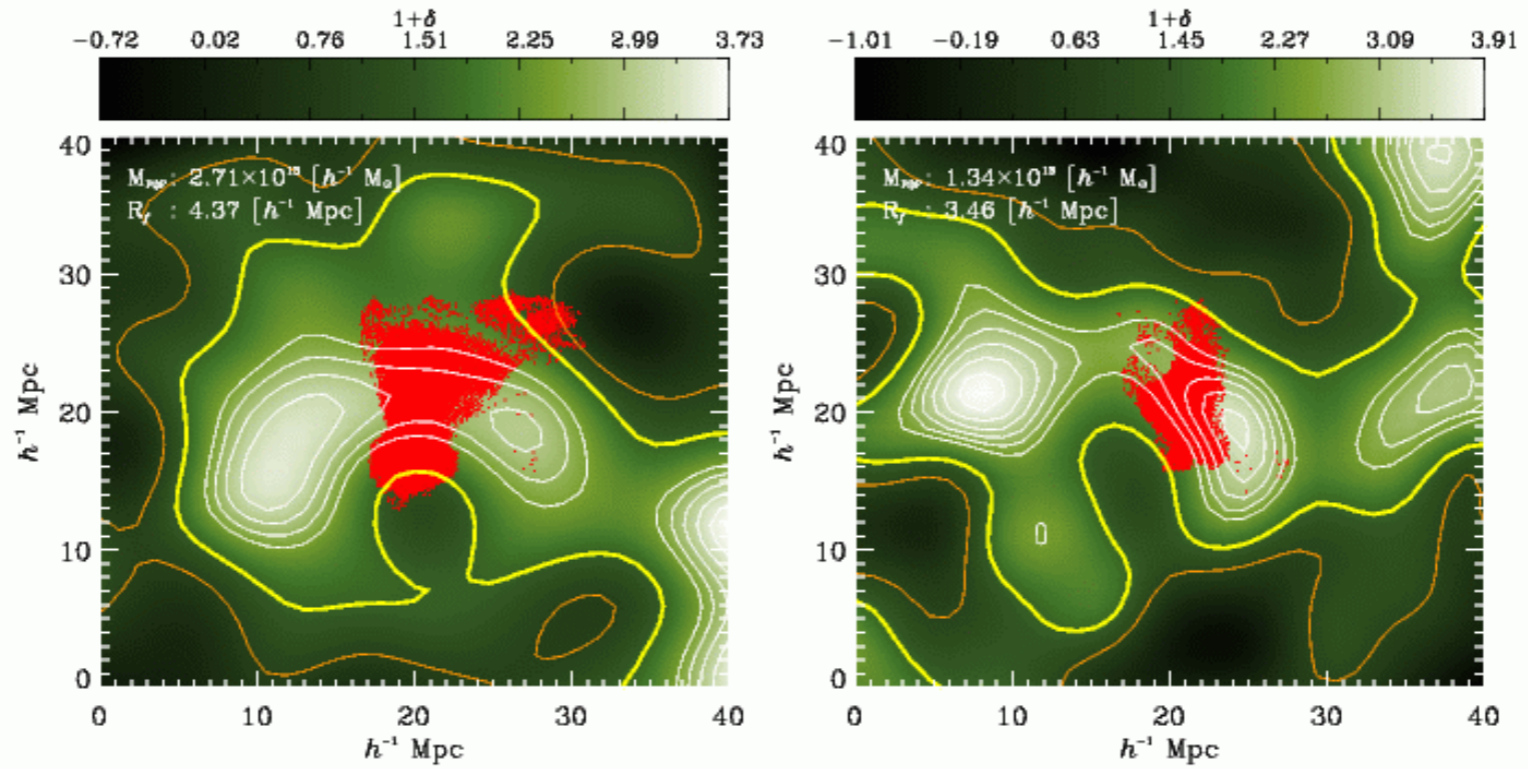 1+δ
−0.72 0.02 0.76 1.51 2.25 2.99 3.73
40
30
20
10
0
h⁻¹ Mpc
2.71×10 [h⁻¹ M⊙]
R_f : 4.37 [h⁻¹ Mpc]
0 10 20 30 40
h⁻¹ Mpc
1+δ
−1.01 −0.19 0.63 1.45 2.27 3.09 3.91
40
30
20
10
0
h⁻¹ Mpc
1.34×10 [h⁻¹ M⊙]
R_f : 3.46 [h⁻¹ Mpc]
0 10 20 30 40
h⁻¹ Mpc